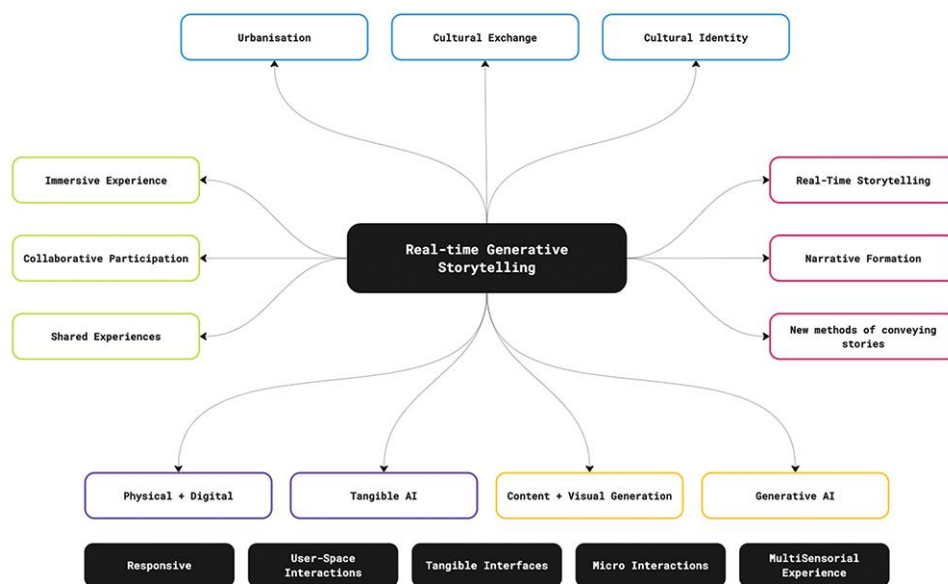 Urbanisation
Cultural Exchange
Cultural Identity
Immersive Experience
Real-Time Storytelling
Real-time Generative
Storytelling
Collaborative Participation
Narrative Formation
Shared Experiences
New methods of conveying
stories
Physical + Digital
Tangible AI
Content + Visual Generation
Generative AI
Responsive
User-Space
Interactions
Tangible Interfaces
Micro Interactions
MultiSensorial
Experience